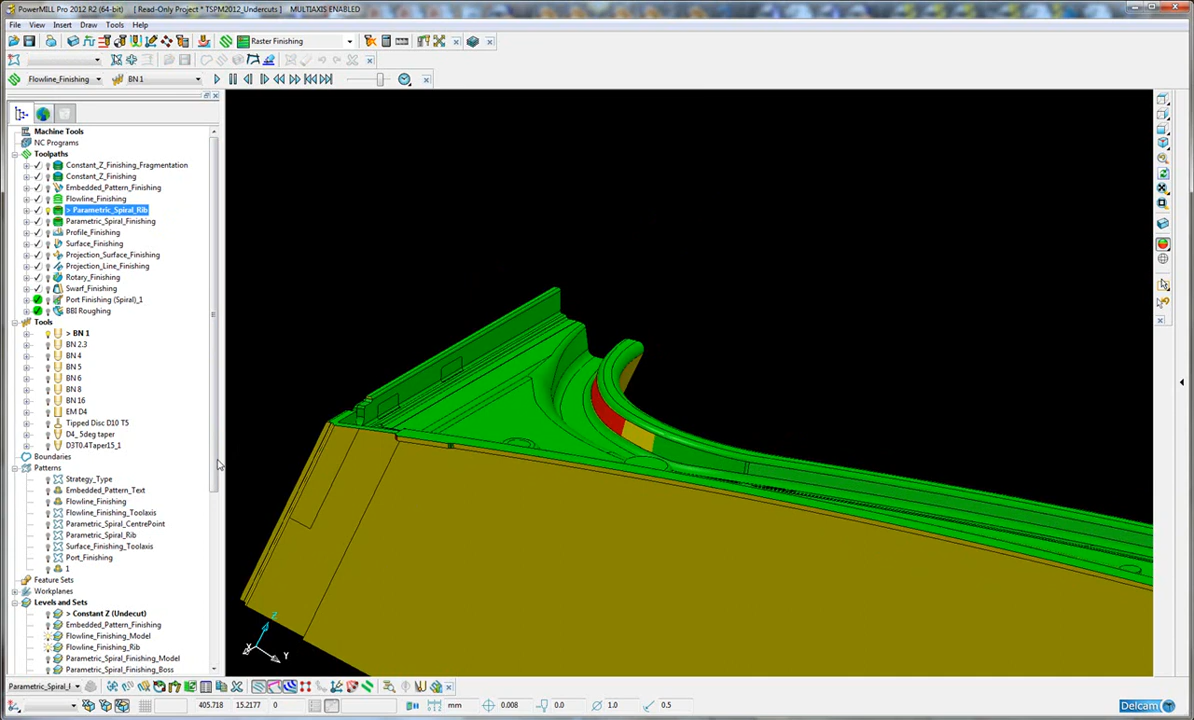 PowerMILL Pro 2012 R2 (64-bit) [ Read-Only Project * TSPM2012_Undercuts ] MULTIAXIS ENABLED
File View Insert Draw Tools Help
Raster Finishing
Flowline_Finishing BN 1
Machine Tools
NC Programs
Toolpaths
Constant_Z_Finishing_Fragmentation
Constant_Z_Finishing
Embedded_Pattern_Finishing
Flowline_Finishing
> Parametric_Spiral_Rib
Parametric_Spiral_Finishing
Profile_Finishing
Surface_Finishing
Projection_Surface_Finishing
Projection_Line_Finishing
Rotary_Finishing
Swarf_Finishing
Port Finishing (Spiral)_1
BBI Roughing
Tools
> BN 1
BN 2.3
BN 4
BN 5
BN 6
BN 8
BN 16
EM D4
Tipped Disc D10 T5
D4_ 5deg taper
D3T0.4Taper15_1
Boundaries
Patterns
Strategy_Type
Embedded_Pattern_Text
Flowline_Finishing
Flowline_Finishing_Toolaxis
Parametric_Spiral_CentrePoint
Parametric_Spiral_Rib
Surface_Finishing_Toolaxis
Port_Finishing
1
Feature Sets
Workplanes
Levels and Sets
> Constant Z (Undecut)
Embedded_Pattern_Finishing
Flowline_Finishing_Model
Flowline_Finishing_Rib
Parametric_Spiral_Finishing_Model
Parametric_Spiral_Finishing_Boss
Z
X
Y
Parametric_Spiral_F
405.718 15.2177 0 mm 0.008 0.0 1.0 0.5 Delcam